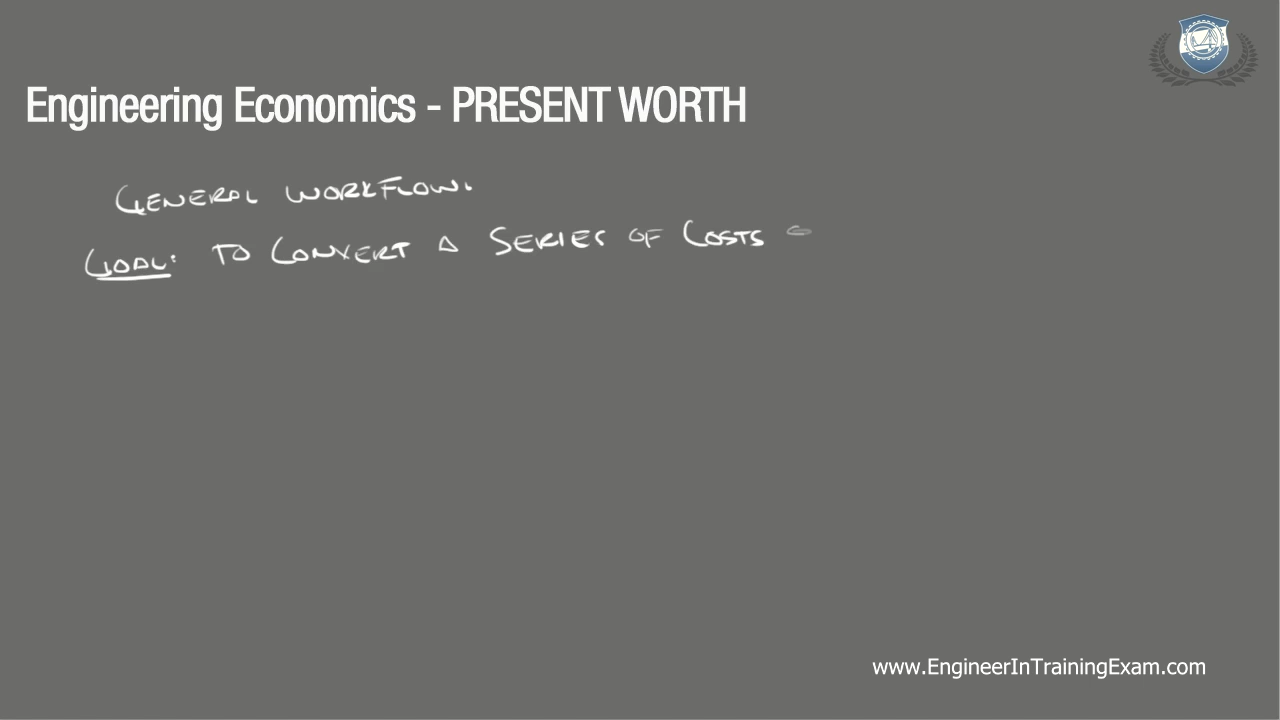 Engineering Economics - PRESENT WORTH
GENERAL WORKFLOW.
GOAL: TO CONVERT A SERIES OF COSTS
www.EngineerInTrainingExam.com